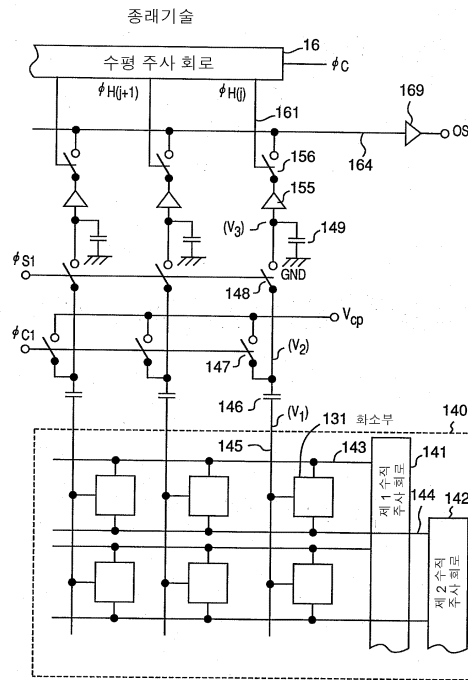 종래기술
16
수평 주사 회로
φC
φH(j+1)
φH(j)
161
169
OS
164
156
155
(V3)
149
φS1
GND
148
Vcp
φC1
147
(V2)
146
(V1)
131 화소부
140
145
143
141
144
142
제 1 수직
주사 회로
제 2 수직
주사 회로